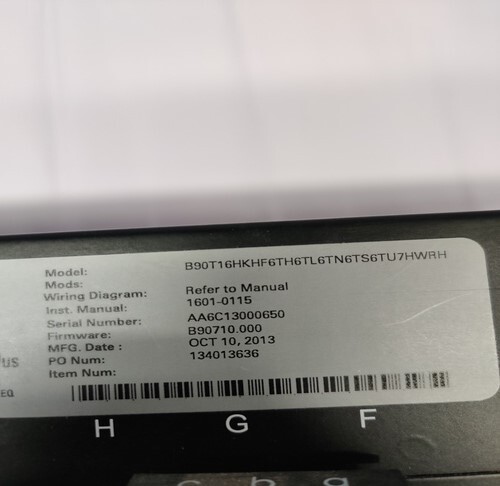 Model: B90T16HKHF6TH6TL6TN6TS6TU7HWRH
Mods:
Wiring Diagram: Refer to Manual
Inst. Manual: 1601-0115
Serial Number: AA6C13000650
Firmware: B90710.000
MFG. Date : OCT 10, 2013
PO Num: 134013636
Item Num:
H G F